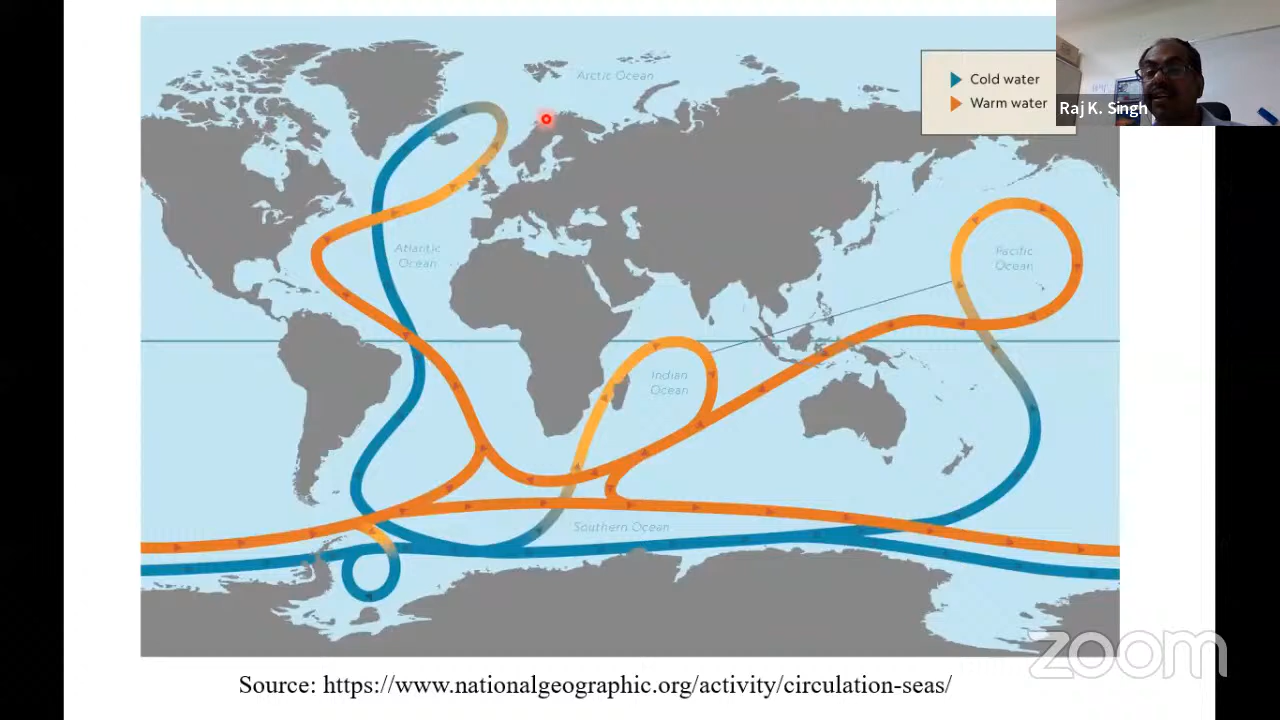 Arctic Ocean
Cold water
Warm water
Raj K. Singh
Atlantic
Ocean
Pacific
Ocean
Indian
Ocean
Southern Ocean
zoom
Source: https://www.nationalgeographic.org/activity/circulation-seas/